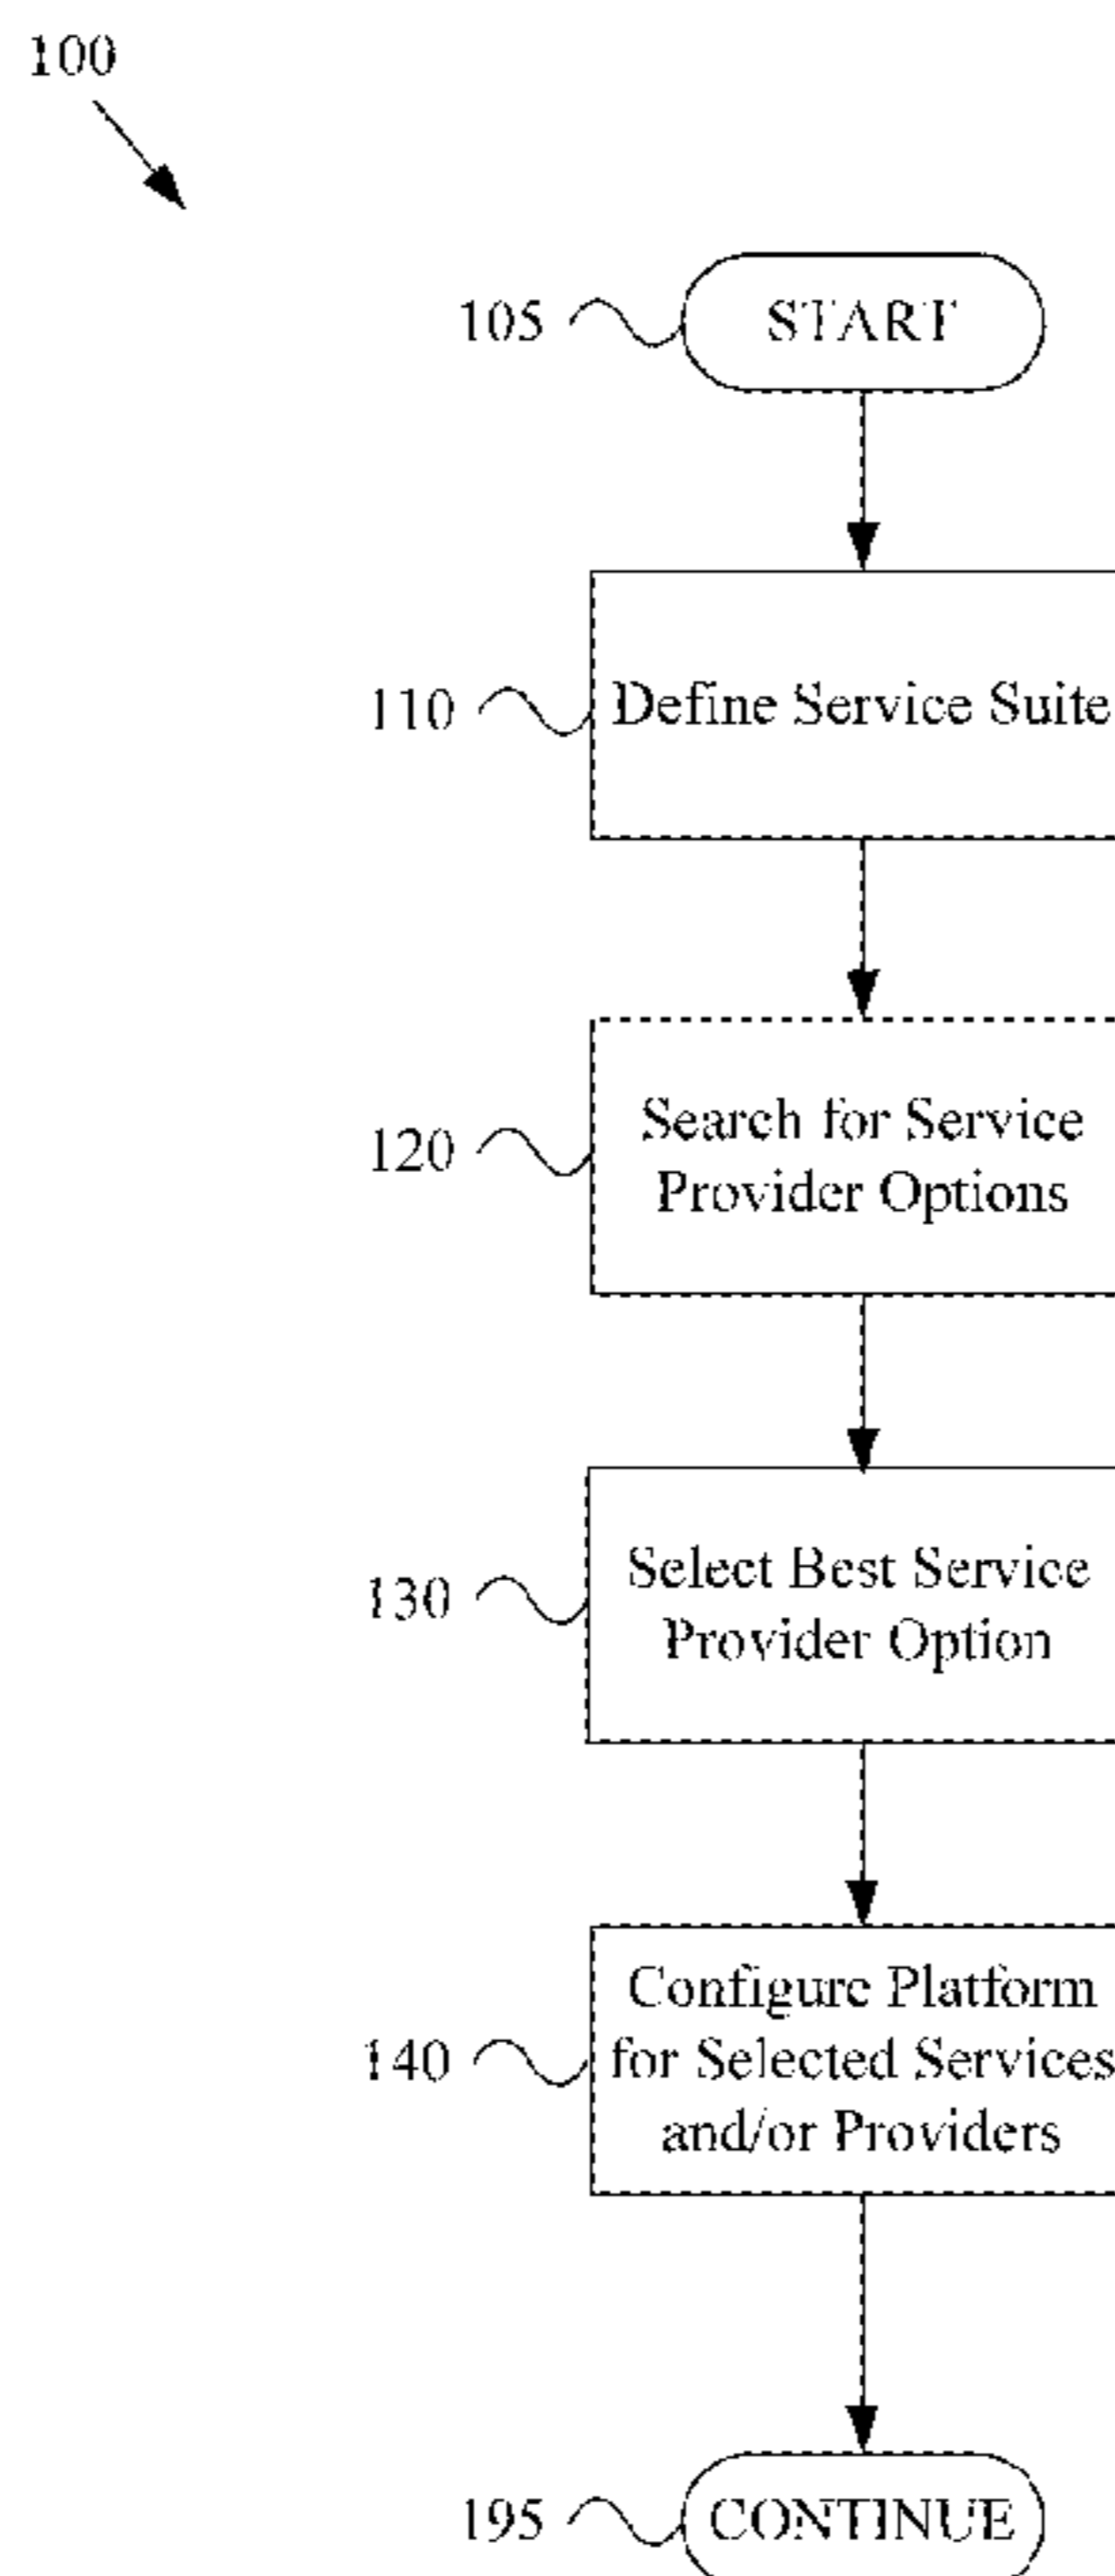 100
105 START
110 Define Service Suite
120 Search for Service
Provider Options
130 Select Best Service
Provider Option
140 Configure Platform
for Selected Services
and/or Providers
195 CONTINUE